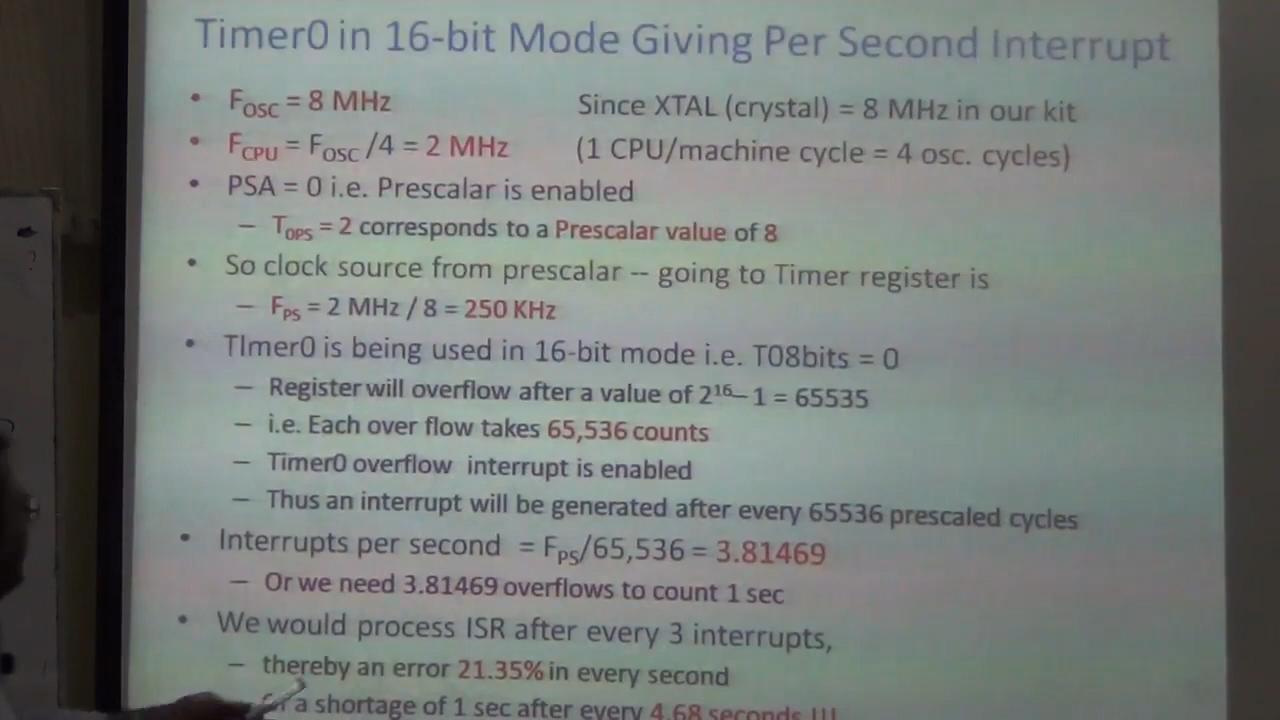 Timer0 in 16-bit Mode Giving Per Second Interrupt
• FOSC = 8 MHz Since XTAL (crystal) = 8 MHz in our kit
• FCPU = FOSC /4 = 2 MHz (1 CPU/machine cycle = 4 osc. cycles)
• PSA = 0 i.e. Prescalar is enabled
– TOPS = 2 corresponds to a Prescalar value of 8
• So clock source from prescalar -- going to Timer register is
– FPS = 2 MHz / 8 = 250 KHz
• TImer0 is being used in 16-bit mode i.e. T08bits = 0
– Register will overflow after a value of 2¹⁶– 1 = 65535
– i.e. Each over flow takes 65,536 counts
– Timer0 overflow interrupt is enabled
– Thus an interrupt will be generated after every 65536 prescaled cycles
• Interrupts per second = FPS/65,536 = 3.81469
– Or we need 3.81469 overflows to count 1 sec
• We would process ISR after every 3 interrupts,
– thereby an error 21.35% in every second
a shortage of 1 sec after every 4.68 seconds !!!